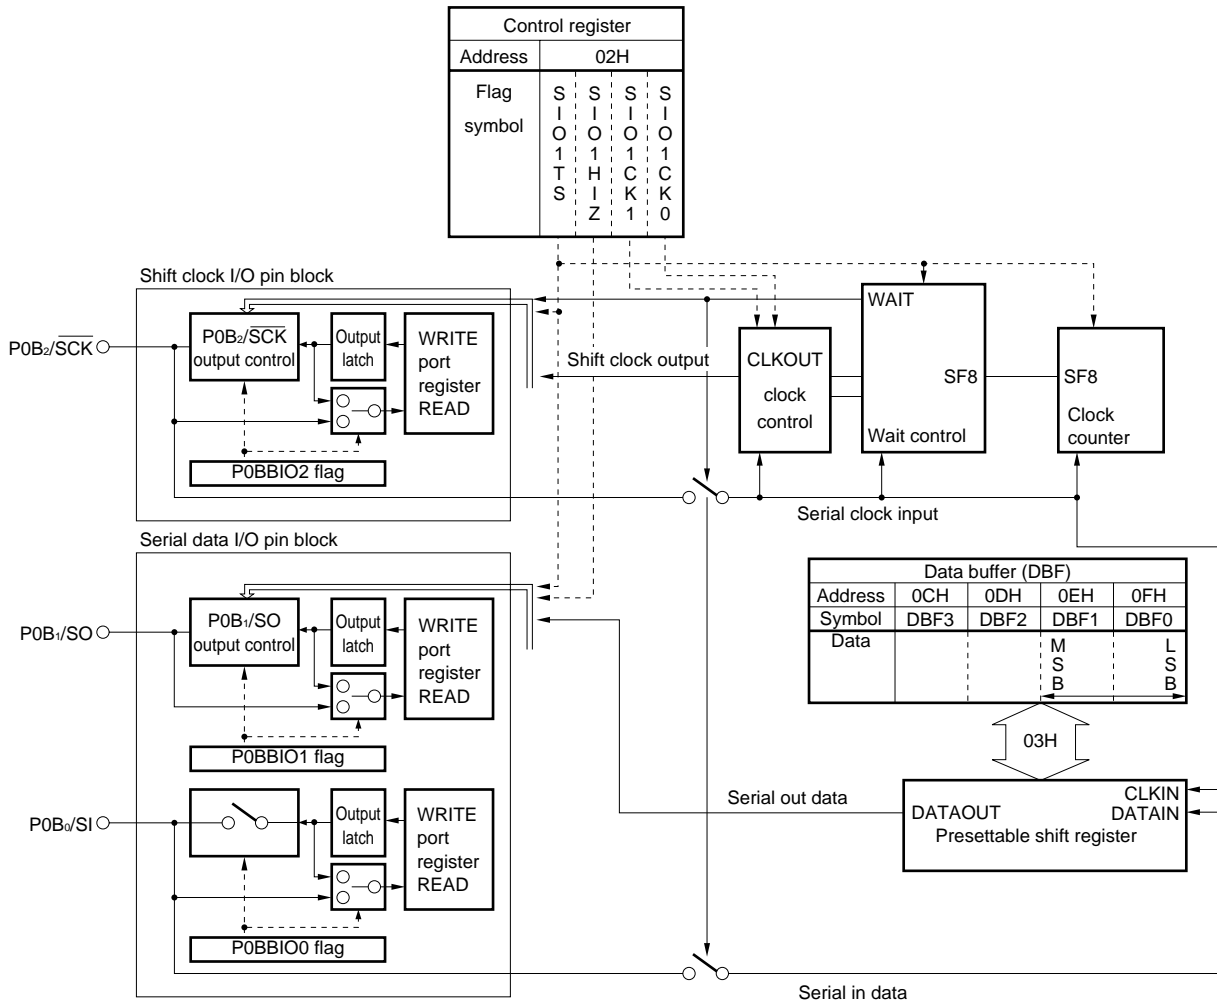 Control register
Address 02H
Flag symbol
SIO1TS
SIO1HIZ
SIO1CK1
SIO1CK0
Shift clock I/O pin block
P0B₂/S̅C̅K̅
P0B₂/S̅C̅K̅
output control
Output
latch
WRITE
port
register
READ
P0BBIO2 flag
Shift clock output
WAIT
CLKOUT
clock
control
SF8
Wait control
SF8
Clock
counter
Serial clock input
Serial data I/O pin block
P0B₁/SO
P0B₁/SO
output control
Output
latch
WRITE
port
register
READ
P0BBIO1 flag
Data buffer (DBF)
Address 0CH 0DH 0EH 0FH
Symbol DBF3 DBF2 DBF1 DBF0
Data MSB LSB
03H
P0B₀/SI
Output
latch
WRITE
port
register
READ
P0BBIO0 flag
Serial out data
CLKIN
DATAOUT DATAIN
Presettable shift register
Serial in data